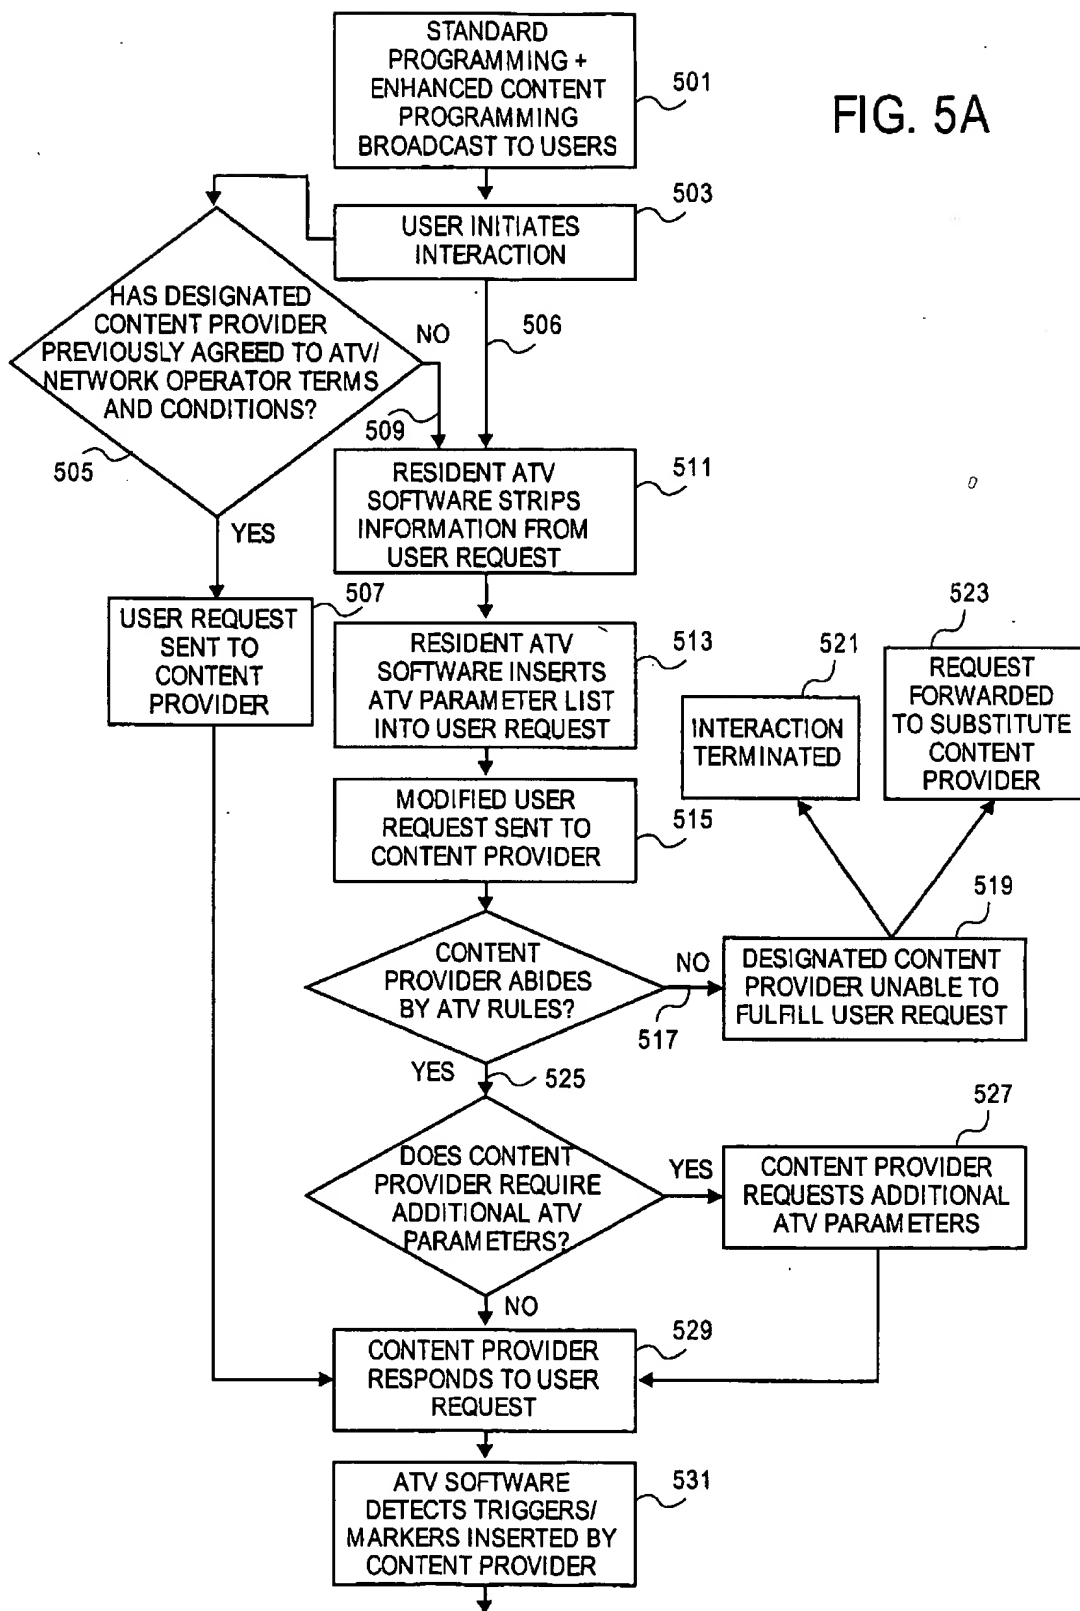 STANDARD
PROGRAMMING +
ENHANCED CONTENT
PROGRAMMING
BROADCAST TO USERS
501
FIG. 5A
503
USER INITIATES
INTERACTION
HAS DESIGNATED
CONTENT PROVIDER
PREVIOUSLY AGREED TO ATV/
NETWORK OPERATOR TERMS
AND CONDITIONS?
NO
506
509
505
YES
RESIDENT ATV
SOFTWARE STRIPS
INFORMATION FROM
USER REQUEST
511
507
USER REQUEST
SENT TO
CONTENT
PROVIDER
RESIDENT ATV
SOFTWARE INSERTS
ATV PARAMETER LIST
INTO USER REQUEST
513
521
INTERACTION
TERMINATED
523
REQUEST
FORWARDED
TO SUBSTITUTE
CONTENT
PROVIDER
MODIFIED USER
REQUEST SENT TO
CONTENT PROVIDER
515
CONTENT
PROVIDER ABIDES
BY ATV RULES?
NO
517
519
DESIGNATED CONTENT
PROVIDER UNABLE TO
FULFILL USER REQUEST
YES
525
DOES CONTENT
PROVIDER REQUIRE
ADDITIONAL ATV
PARAMETERS?
YES
527
CONTENT PROVIDER
REQUESTS ADDITIONAL
ATV PARAMETERS
NO
529
CONTENT PROVIDER
RESPONDS TO USER
REQUEST
ATV SOFTWARE
DETECTS TRIGGERS/
MARKERS INSERTED BY
CONTENT PROVIDER
531